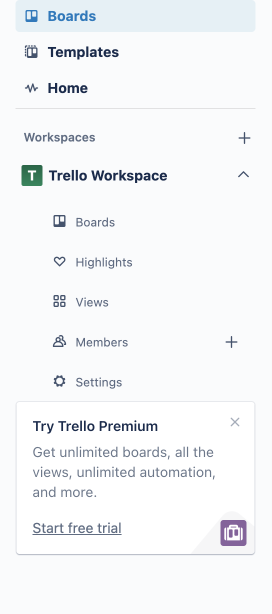 Boards
Templates
Home
Workspaces
T Trello Workspace
Boards
Highlights
Views
Members
Settings
Try Trello Premium
Get unlimited boards, all the
views, unlimited automation,
and more.
Start free trial